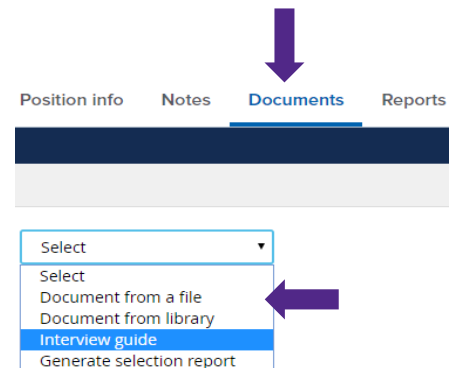 Position info Notes Documents Reports
Select
Select
Document from a file
Document from library
Interview guide
Generate selection report